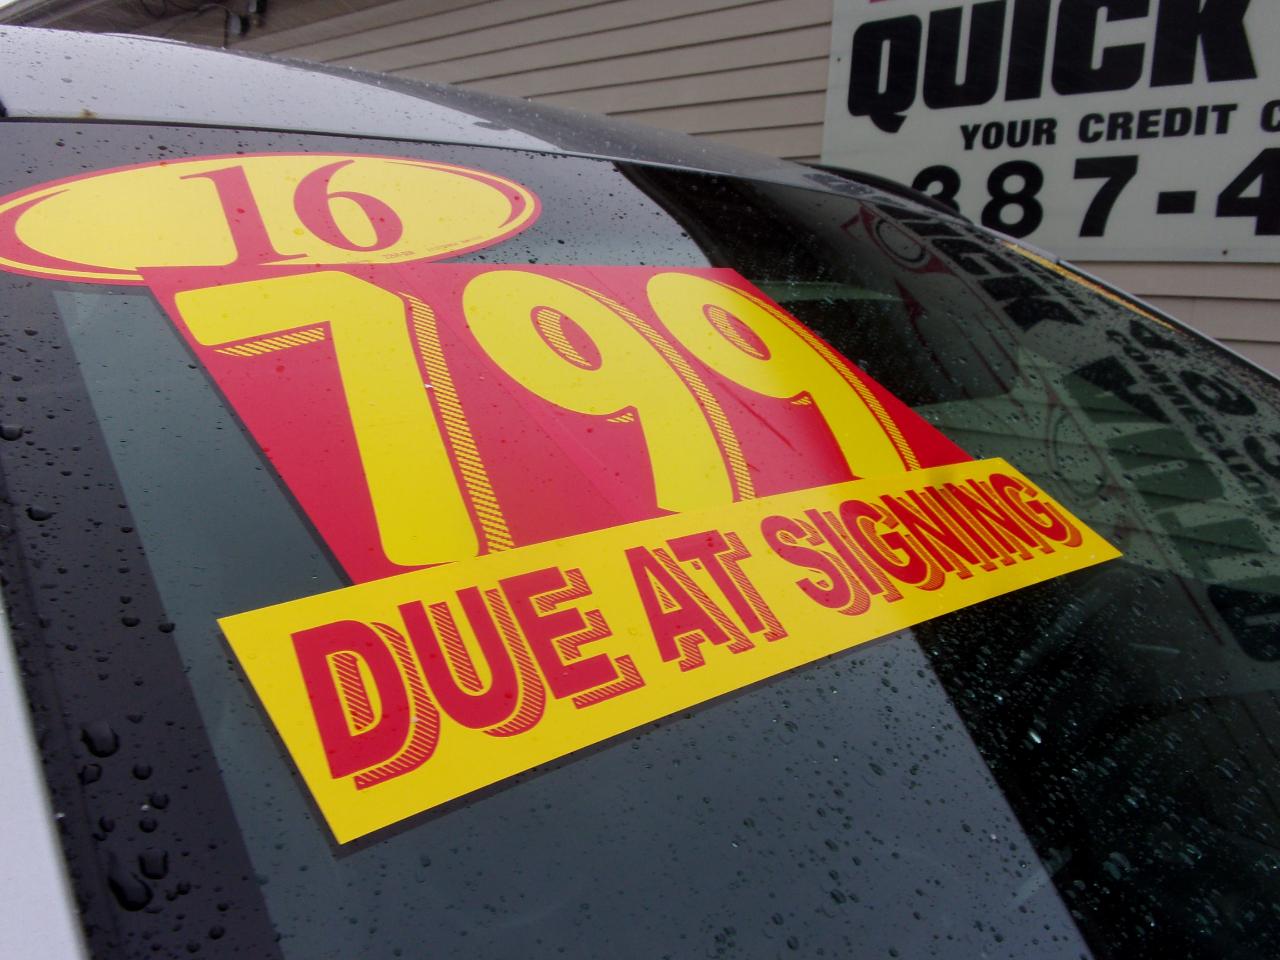 QUICK
YOUR CREDIT
387-4
16
799
DUE AT SIGNING